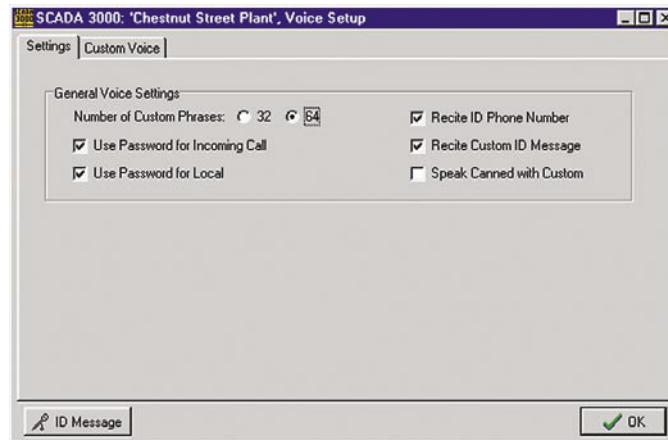 SCADA 3000: 'Chestnut Street Plant', Voice Setup
Settings
Custom Voice
General Voice Settings
Number of Custom Phrases: 32 64
Recite ID Phone Number
Use Password for Incoming Call
Recite Custom ID Message
Use Password for Local
Speak Canned with Custom
ID Message
OK